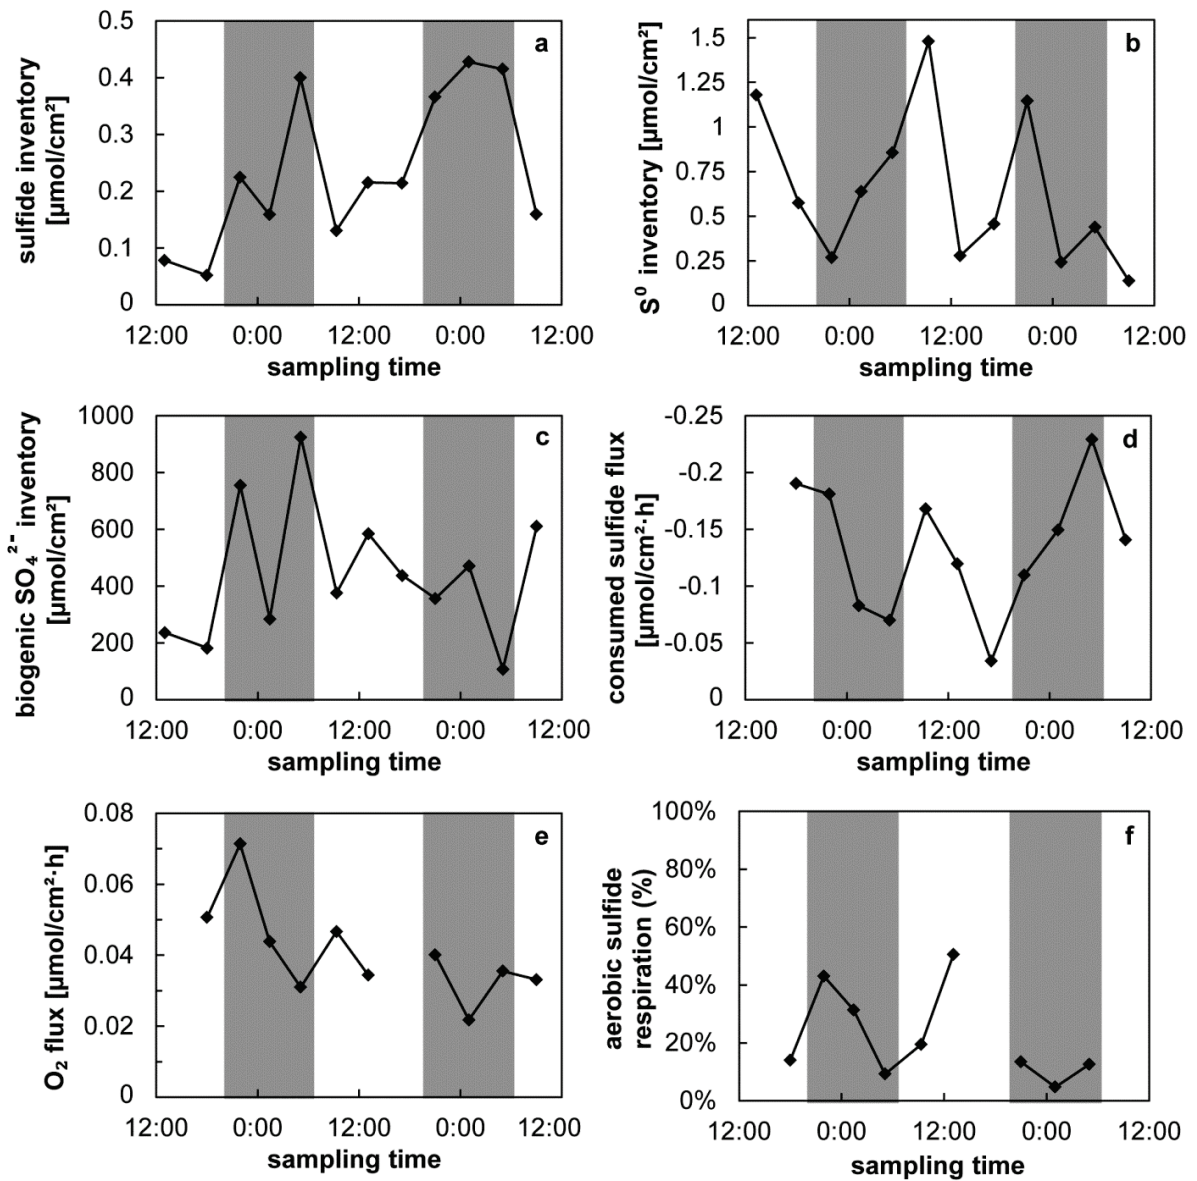 a
sulfide inventory
[µmol/cm²]
0.5
0.4
0.3
0.2
0.1
0
12:00 0:00 12:00 0:00 12:00
sampling time
b
S⁰ inventory [µmol/cm²]
1.5
1.25
1
0.75
0.5
0.25
0
12:00 0:00 12:00 0:00 12:00
sampling time
c
biogenic SO₄²⁻ inventory
[µmol/cm²]
1000
800
600
400
200
0
12:00 0:00 12:00 0:00 12:00
sampling time
d
consumed sulfide flux
[µmol/cm²·h]
-0.25
-0.2
-0.15
-0.1
-0.05
0
12:00 0:00 12:00 0:00 12:00
sampling time
e
O₂ flux [µmol/cm²·h]
0.08
0.06
0.04
0.02
0
12:00 0:00 12:00 0:00 12:00
sampling time
f
aerobic sulfide
respiration (%)
100%
80%
60%
40%
20%
0%
12:00 0:00 12:00 0:00 12:00
sampling time